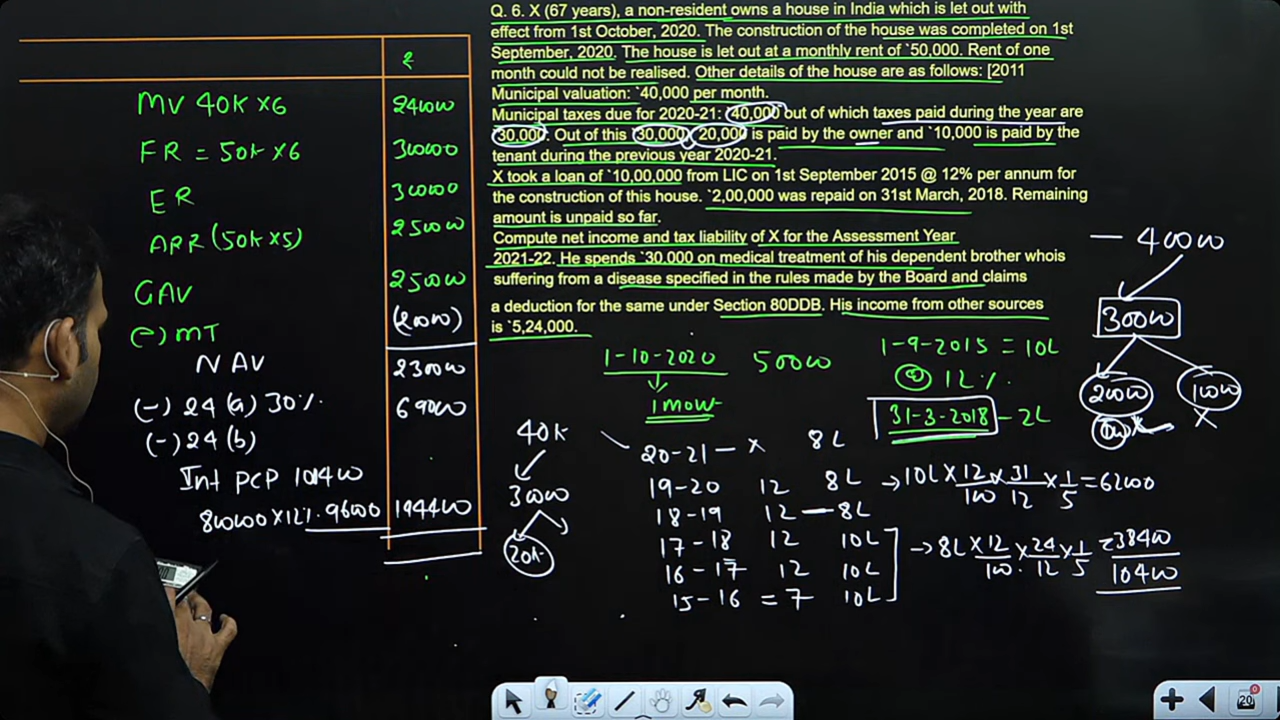 Q. 6. X (67 years), a non-resident owns a house in India which is let out with
effect from 1st October, 2020. The construction of the house was completed on 1st
September, 2020. The house is let out at a monthly rent of `50,000. Rent of one
month could not be realised. Other details of the house are as follows: [2011
Municipal valuation: `40,000 per month.
Municipal taxes due for 2020-21: `40,000 out of which taxes paid during the year are
`30,000. Out of this `30,000, `20,000 is paid by the owner and `10,000 is paid by the
tenant during the previous year 2020-21.
X took a loan of `10,00,000 from LIC on 1st September 2015 @ 12% per annum for
the construction of this house. `2,00,000 was repaid on 31st March, 2018. Remaining
amount is unpaid so far.
Compute net income and tax liability of X for the Assessment Year
2021-22. He spends `30,000 on medical treatment of his dependent brother whois
suffering from a disease specified in the rules made by the Board and claims
a deduction for the same under Section 80DDB. His income from other sources
is `5,24,000.
₹
MV 40K × 6 240000
FR = 50K × 6 300000
ER 300000
ARR (50K × 5) 250000
GAV 250000
(-) MT (20000)
NAV 230000
(-) 24 (a) 30% 69000
(-) 24 (b)
Int PCP 101400
800000 × 12% 96000 194400
1-10-2020 50000
1 mow
1-9-2015 = 10L
@ 12%
31-3-2018 - 2L
- 40000
30000
20000 10000
X
40K
30000
20K
20-21 - × 8L
19-20 12 8L
18-19 12 - 8L
17-18 12 10L
16-17 12 10L
15-16 = 7 10L
→ 10L × 12/100 × 31/12 × 1/5 = 62000
→ 8L × 12/100 × 24/12 × 1/5 = 38400
10400
20